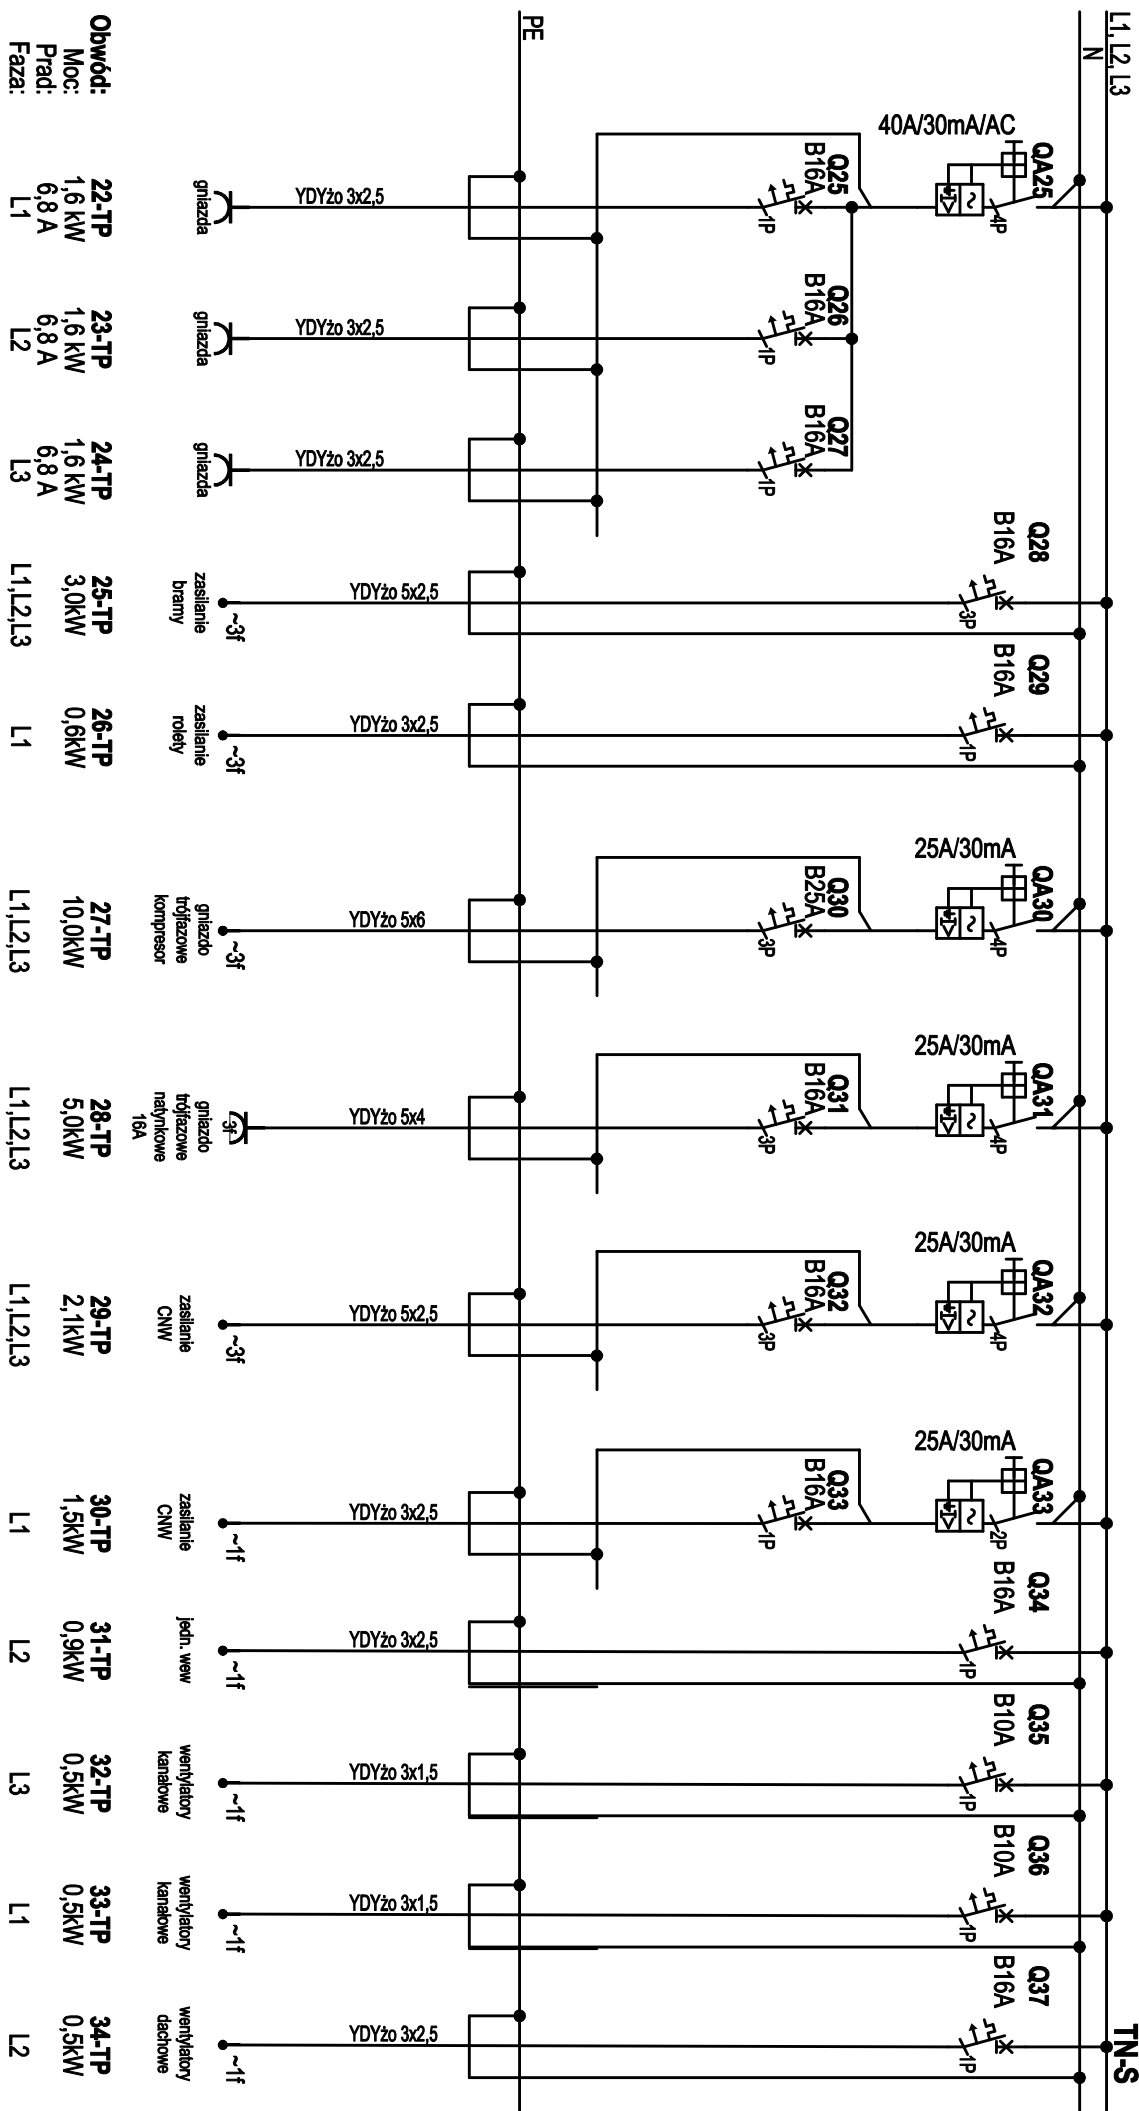 L1, L2, L3
N
PE
TN-S
QA25
40A/30mA/AC
4P
Q25
B16A
1P
Q26
B16A
1P
Q27
B16A
1P
Q28
B16A
3P
Q29
B16A
1P
QA30
25A/30mA
4P
Q30
B25A
3P
QA31
25A/30mA
4P
Q31
B16A
3P
QA32
25A/30mA
4P
Q32
B16A
3P
QA33
25A/30mA
2P
Q33
B16A
1P
Q34
B16A
1P
Q35
B10A
1P
Q36
B10A
1P
Q37
B16A
1P
YDYżo 3x2,5
YDYżo 3x2,5
YDYżo 3x2,5
YDYżo 5x2,5
YDYżo 3x2,5
YDYżo 5x6
YDYżo 5x4
YDYżo 5x2,5
YDYżo 3x2,5
YDYżo 3x2,5
YDYżo 3x1,5
YDYżo 3x1,5
YDYżo 3x2,5
gniazda
gniazda
gniazda
~3f
zasilanie
bramy
~3f
zasilanie
rolety
~3f
gniazdo
trójfazowe
kompresor
3f
gniazdo
trójfazowe
natynkowe
16A
~3f
zasilanie
CNW
~1f
zasilanie
CNW
~1f
jedn. wew
~1f
wentylatory
kanałowe
~1f
wentylatory
kanałowe
~1f
wentylatory
dachowe
Obwód: 22-TP 23-TP 24-TP 25-TP 26-TP 27-TP 28-TP 29-TP 30-TP 31-TP 32-TP 33-TP 34-TP
Moc: 1,6 kW 1,6 kW 1,6 kW 3,0kW 0,6kW 10,0kW 5,0kW 2,1kW 1,5kW 0,9kW 0,5kW 0,5kW 0,5kW
Prad: 6,8 A 6,8 A 6,8 A
Faza: L1 L2 L3 L1,L2,L3 L1 L1,L2,L3 L1,L2,L3 L1,L2,L3 L1 L2 L3 L1 L2